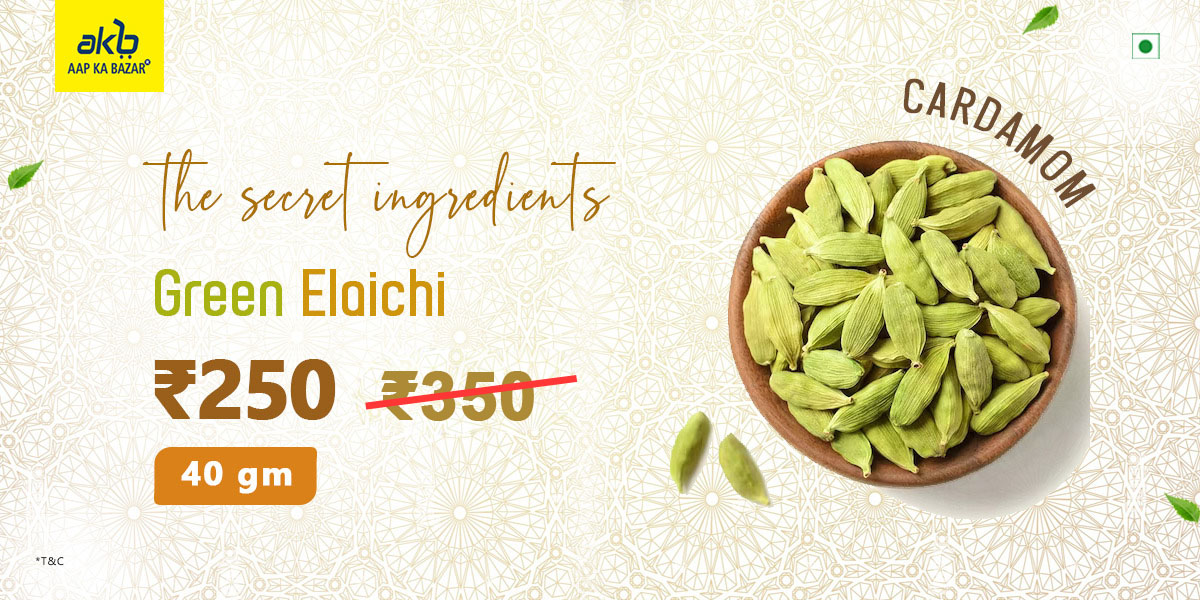 akb
AAP KA BAZAR
the secret ingredients
Green Elaichi
₹250 ₹350
40 gm
CARDAMOM
*T&C